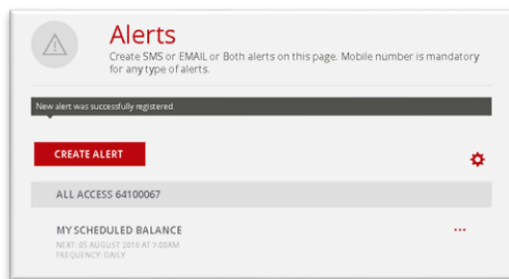 Alerts
Create SMS or EMAIL or Both alerts on this page. Mobile number is mandatory
for any type of alerts.
New alert was successfully registered
CREATE ALERT
ALL ACCESS 64100067
MY SCHEDULED BALANCE
NEXT: 05 AUGUST 2016 AT 7:00AM
FREQUENCY: DAILY